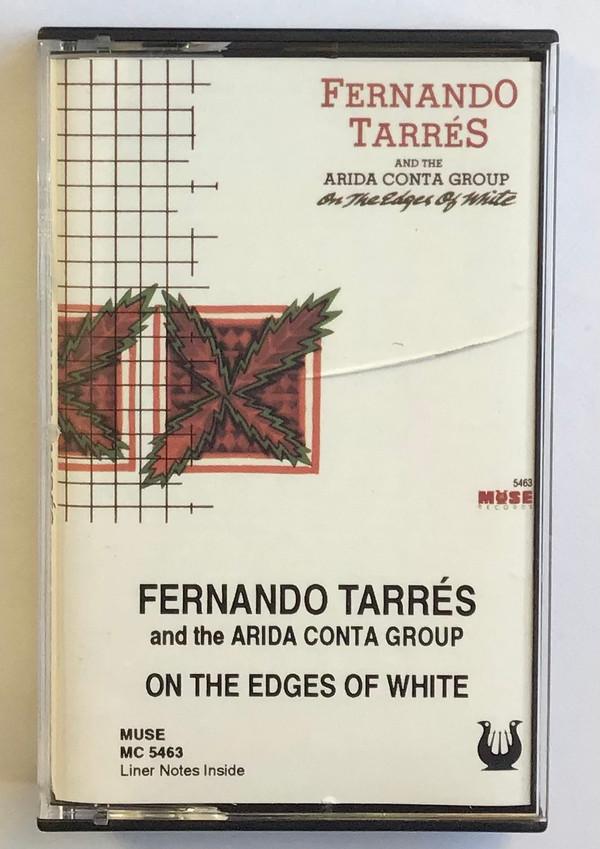 FERNANDO
TARRÉS
AND THE
ARIDA CONTA GROUP
On The Edges Of White
5463
MUSE
RECORDS
FERNANDO TARRÉS
and the ARIDA CONTA GROUP
ON THE EDGES OF WHITE
MUSE
MC 5463
Liner Notes Inside